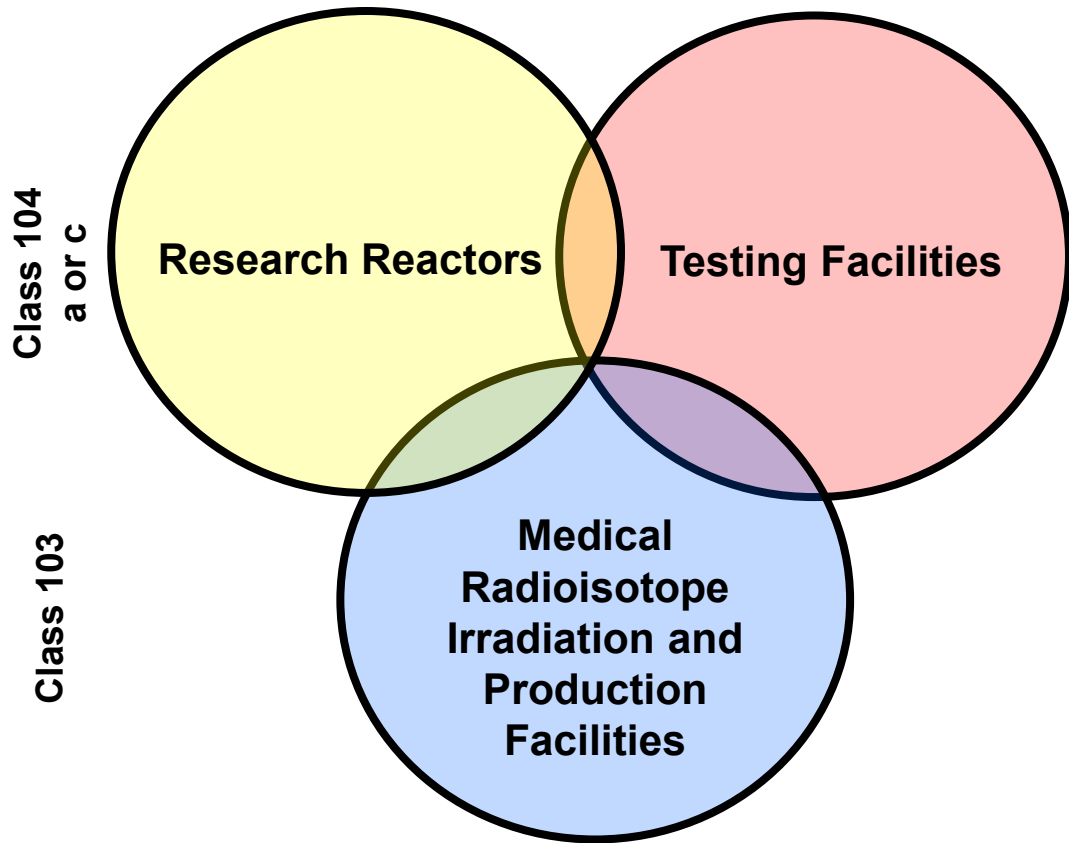 Class 104
a or c
Research Reactors
Testing Facilities
Class 103
Medical
Radioisotope
Irradiation and
Production
Facilities